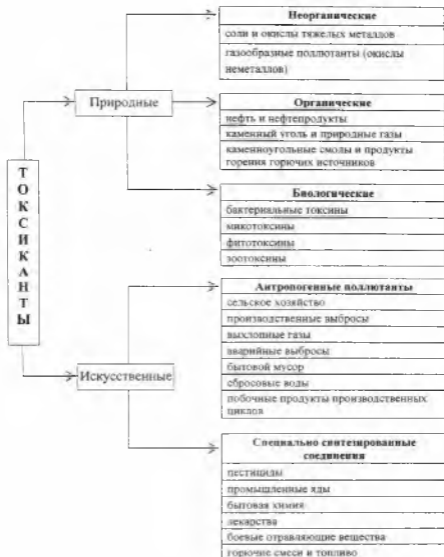 ТОКСИКАНТЫ
Природные
Неорганические
соли и окислы тяжелых металлов
газообразные поллютанты (окислы
неметаллов)
Органические
нефть и нефтепродукты
каменный уголь и природные газы
каменноугольные смолы и продукты
горения горючих источников
Биологические
бактериальные токсины
микотоксины
фитотоксины
зоотоксины
Искусственные
Антропогенные поллютанты
сельское хозяйство
производственные выбросы
выхлопные газы
аварийные выбросы
бытовой мусор
сбросовые воды
побочные продукты производственных
циклов
Специально синтезированные
соединения
пестициды
промышленные яды
бытовая химия
лекарства
боевые отравляющие вещества
горючие смеси и топливо